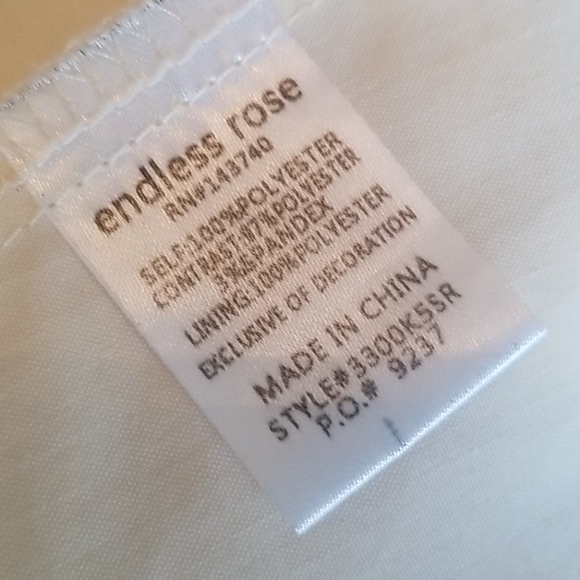 endless rose
RN#143740
SELF:100%POLYESTER
CONTRAST:97%POLYESTER
3%SPANDEX
LINING:100%POLYESTER
EXCLUSIVE OF DECORATION
MADE IN CHINA
STYLE#3300K5SR
P.O.# 9237